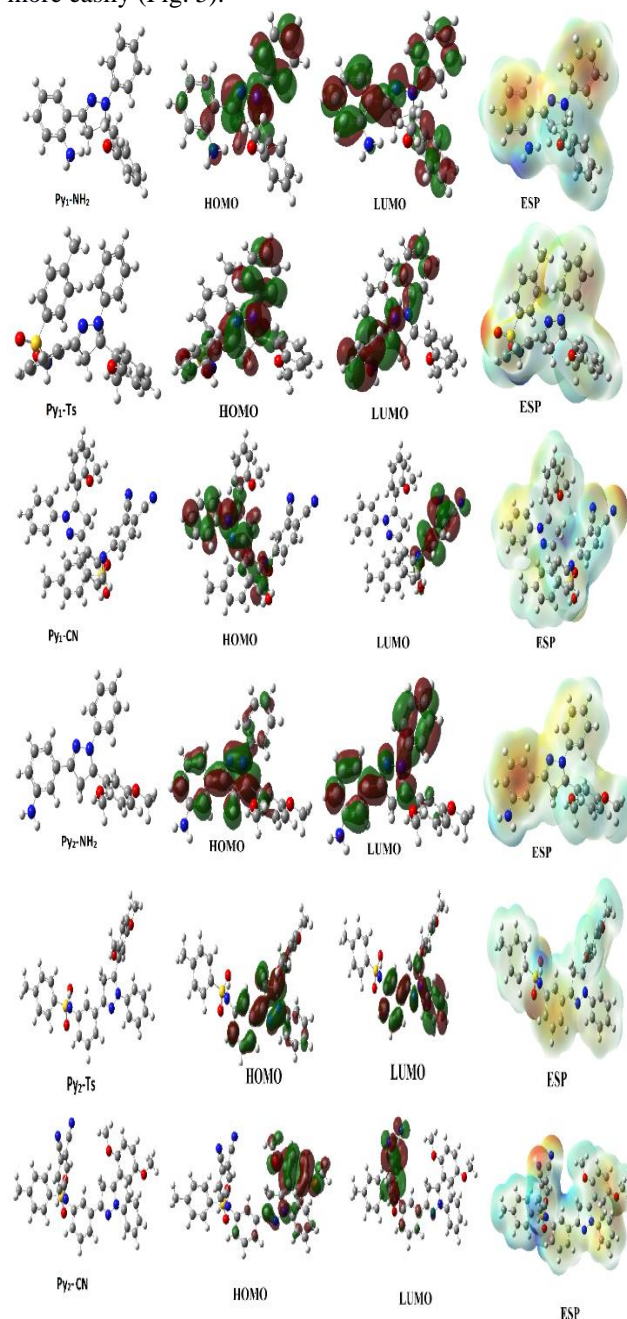 more easily (Fig. 5).
Py₁-NH₂ HOMO LUMO ESP
Py₁-Ts HOMO LUMO ESP
Py₁-CN HOMO LUMO ESP
Py₂-NH₂ HOMO LUMO ESP
Py₂-Ts HOMO LUMO ESP
Py₂-CN HOMO LUMO ESP